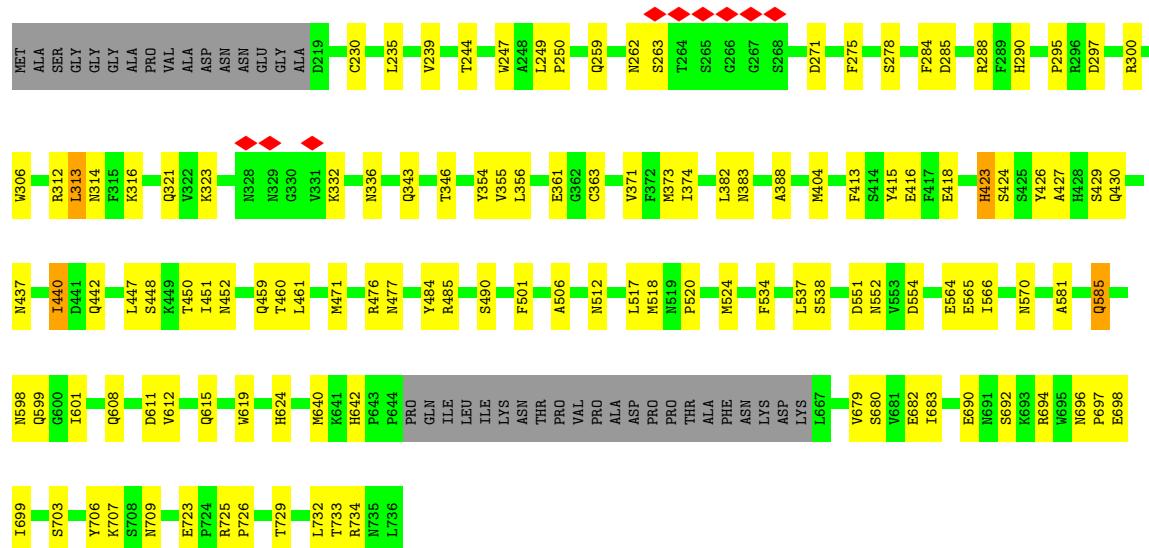 MET ALA SER GLY GLY GLY ALA PRO VAL ALA ASP ASN ASN GLU GLY ALA D219 C230 L235 V239 T244 W247 A248 L249 P250 Q259 N262 S263 T264 S265 G266 G267 S268 D271 F275 S278 F284 D285 R288 F289 H290 P295 R296 D297 R300
W306 R312 L313 N314 F315 K316 Q321 V322 K323 N328 N329 G330 V331 K332 N336 Q343 T346 Y354 V355 L356 E361 G362 C363 V371 F372 M373 I374 L382 N383 A388 M404 F413 S414 Y415 E416 F417 E418 H423 S424 S425 Y426 A427 H428 S429 Q430
N437 I440 D441 Q442 L447 S448 K449 T450 I451 N452 Q459 T460 L461 M471 R476 N477 Y484 R485 S490 F501 A506 N512 L517 M518 N519 P520 M524 F534 L537 S538 D551 N552 V553 D554 E564 E565 I566 N570 A581 Q585
N598 Q599 G600 I601 Q608 D611 V612 Q615 W619 H624 M640 K641 H642 P643 P644 PRO GLN ILE LEU ILE LYS ASN THR PRO VAL PRO ALA ASP PRO PRO THR ALA PHE ASN LYS ASP LYS L667 V679 S680 V681 E682 I683 E690 N691 S692 K693 R694 W695 N696 P697 E698
I699 S703 Y706 K707 S708 N709 E723 P724 R725 P726 T729 L732 T733 R734 N735 L736